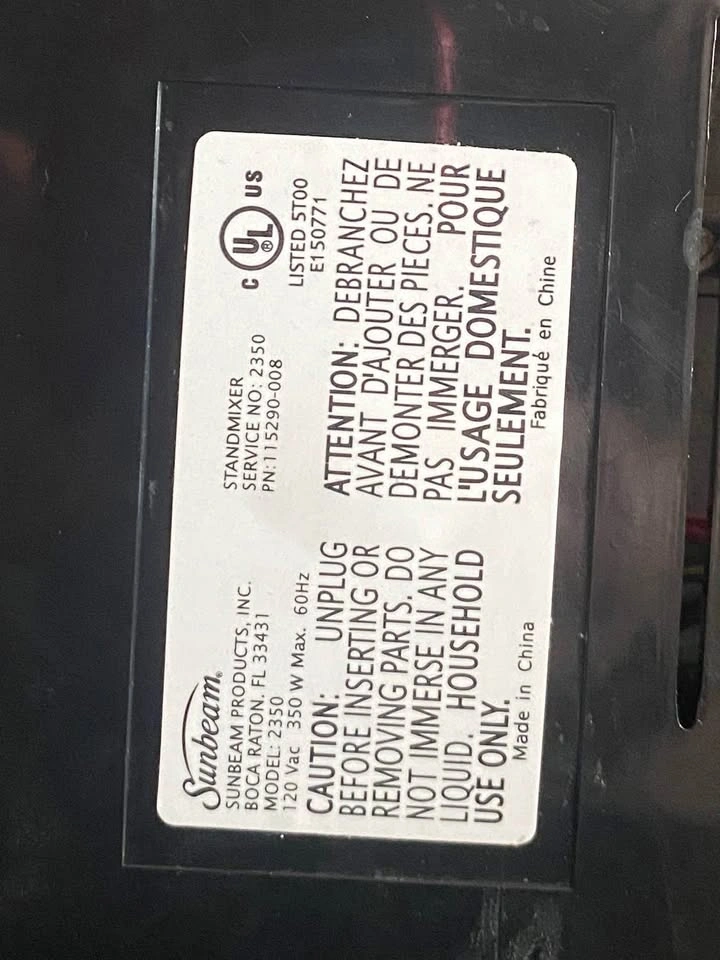 Sunbeam®
SUNBEAM PRODUCTS, INC.
BOCA RATON. FL 33431
MODEL: 2350
120 Vac 350 W Max. 60Hz
CAUTION: UNPLUG
BEFORE INSERTING OR
REMOVING PARTS. DO
NOT IMMERSE IN ANY
LIQUID. HOUSEHOLD
USE ONLY.
Made in China
STANDMIXER
SERVICE NO: 2350
PN:115290-008
C UL® US
LISTED 5T00
E150771
ATTENTION: DEBRANCHEZ
AVANT D'AJOUTER OU DE
DEMONTER DES PIECES. NE
PAS IMMERGER. POUR
L'USAGE DOMESTIQUE
SEULEMENT.
Fabriqué en Chine